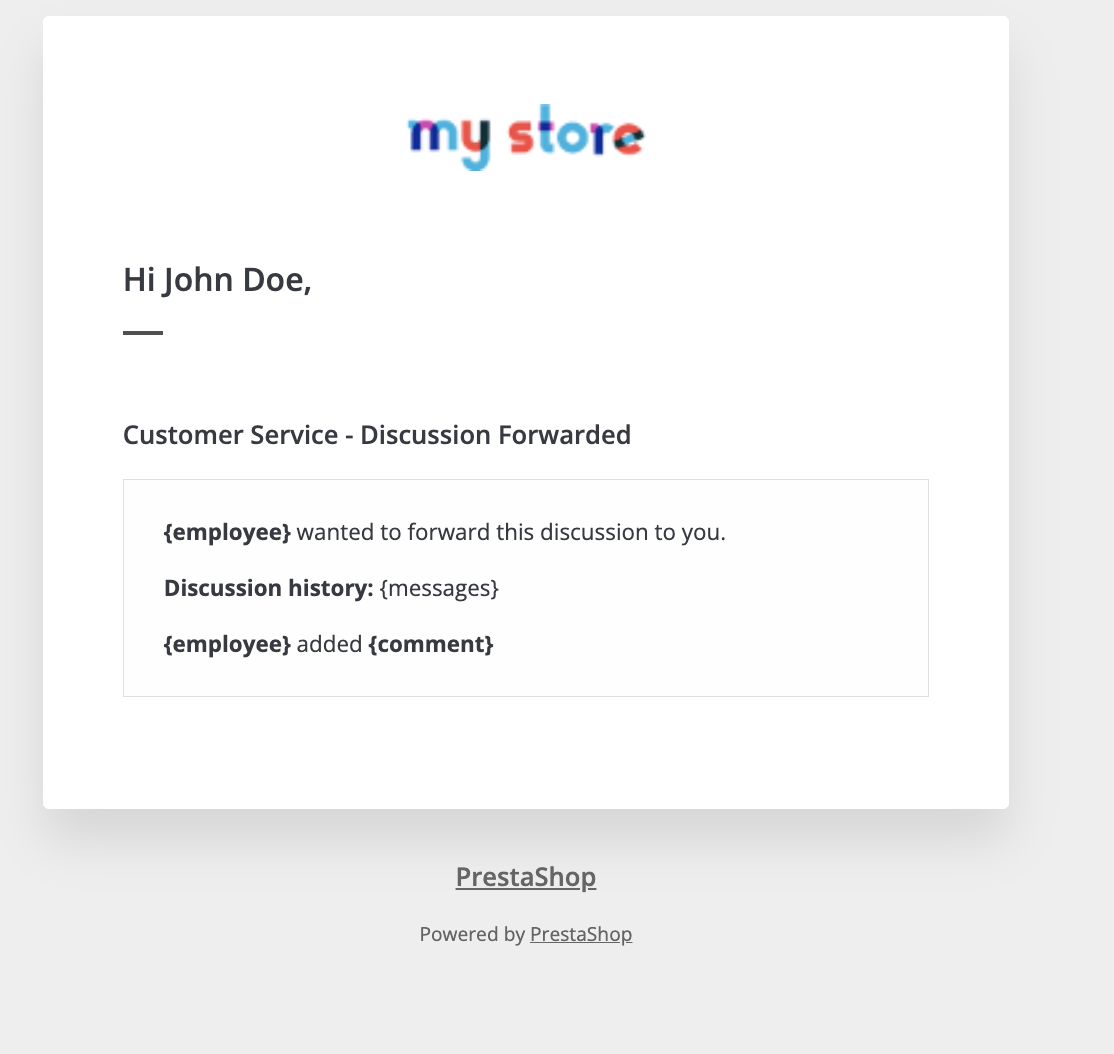 my store
Hi John Doe,
Customer Service - Discussion Forwarded
{employee} wanted to forward this discussion to you.
Discussion history: {messages}
{employee} added {comment}
PrestaShop
Powered by PrestaShop